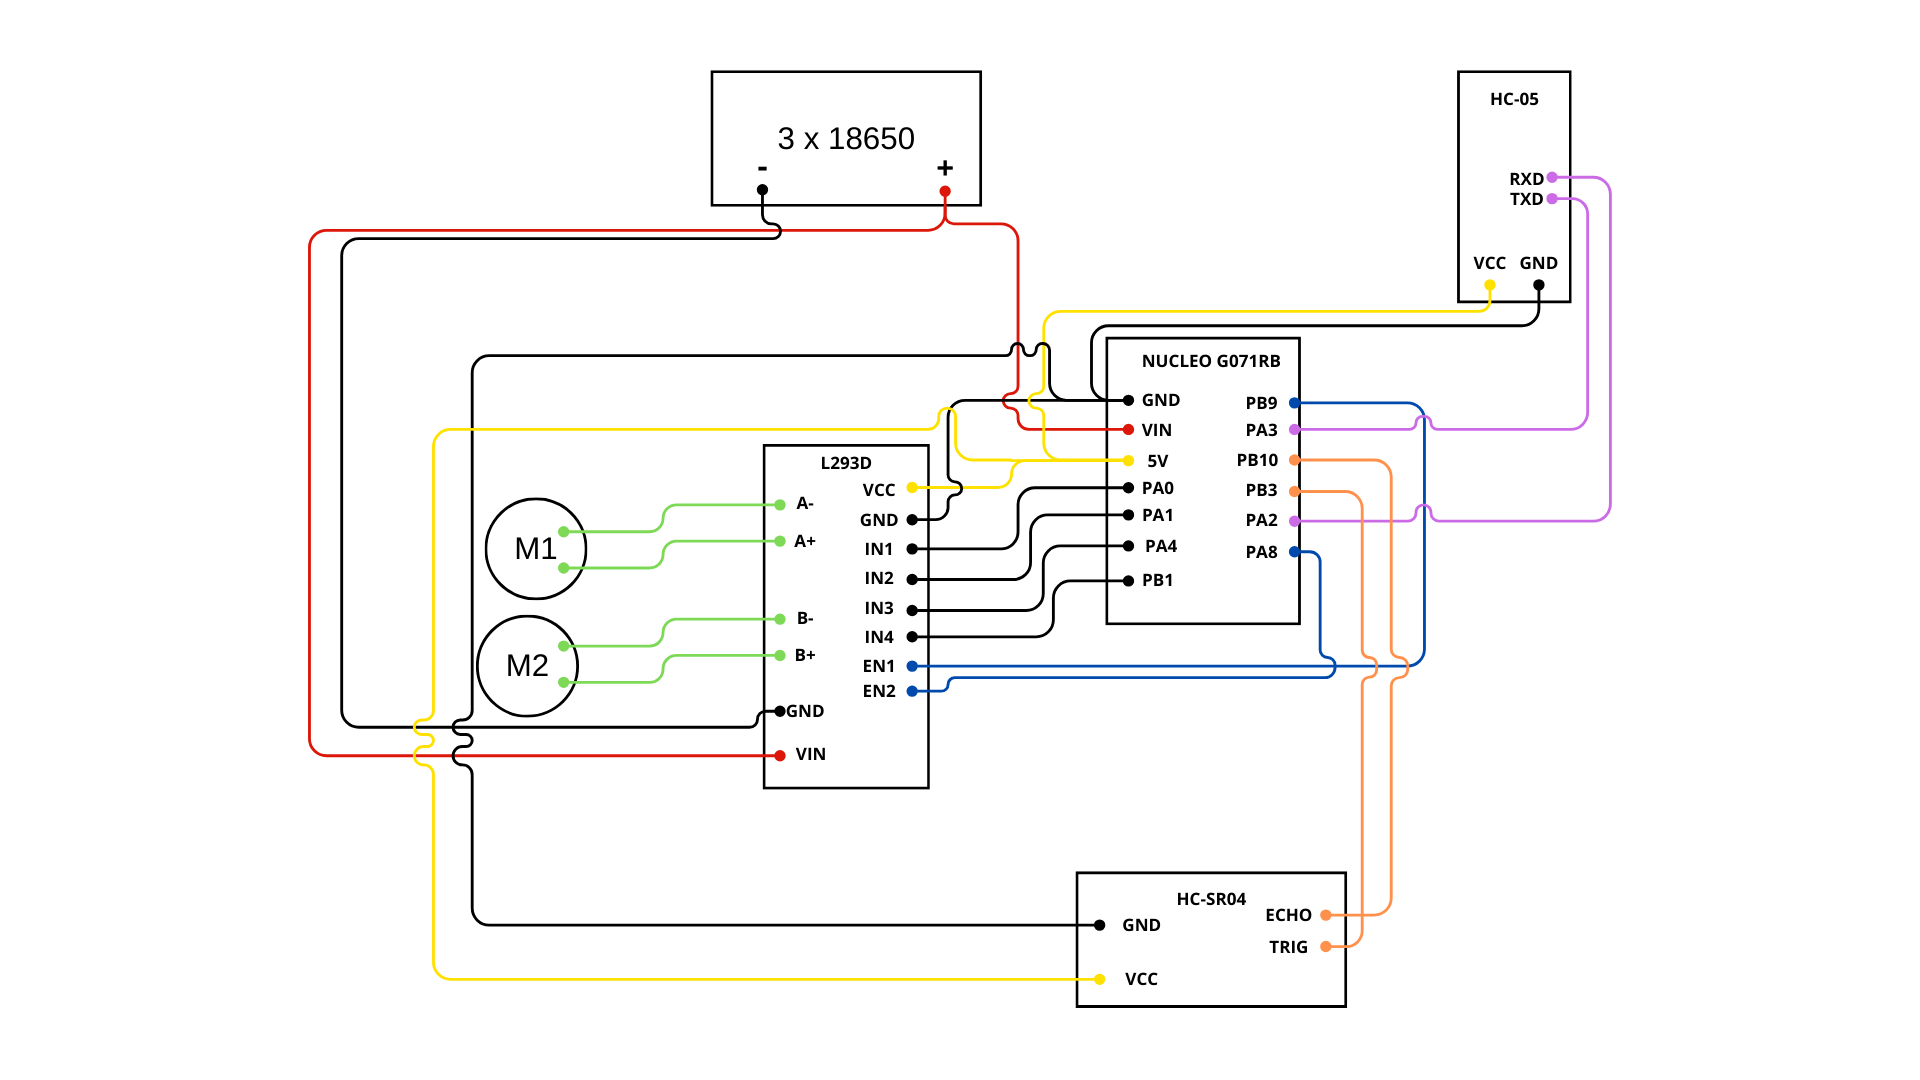 3 x 18650
- +
HC-05
RXD
TXD
VCC GND
NUCLEO G071RB
GND
VIN
5V
PA0
PA1
PA4
PB1
PB9
PA3
PB10
PB3
PA2
PA8
L293D
VCC
GND
IN1
IN2
IN3
IN4
EN1
EN2
A-
A+
B-
B+
GND
VIN
M1
M2
HC-SR04
GND
VCC
ECHO
TRIG